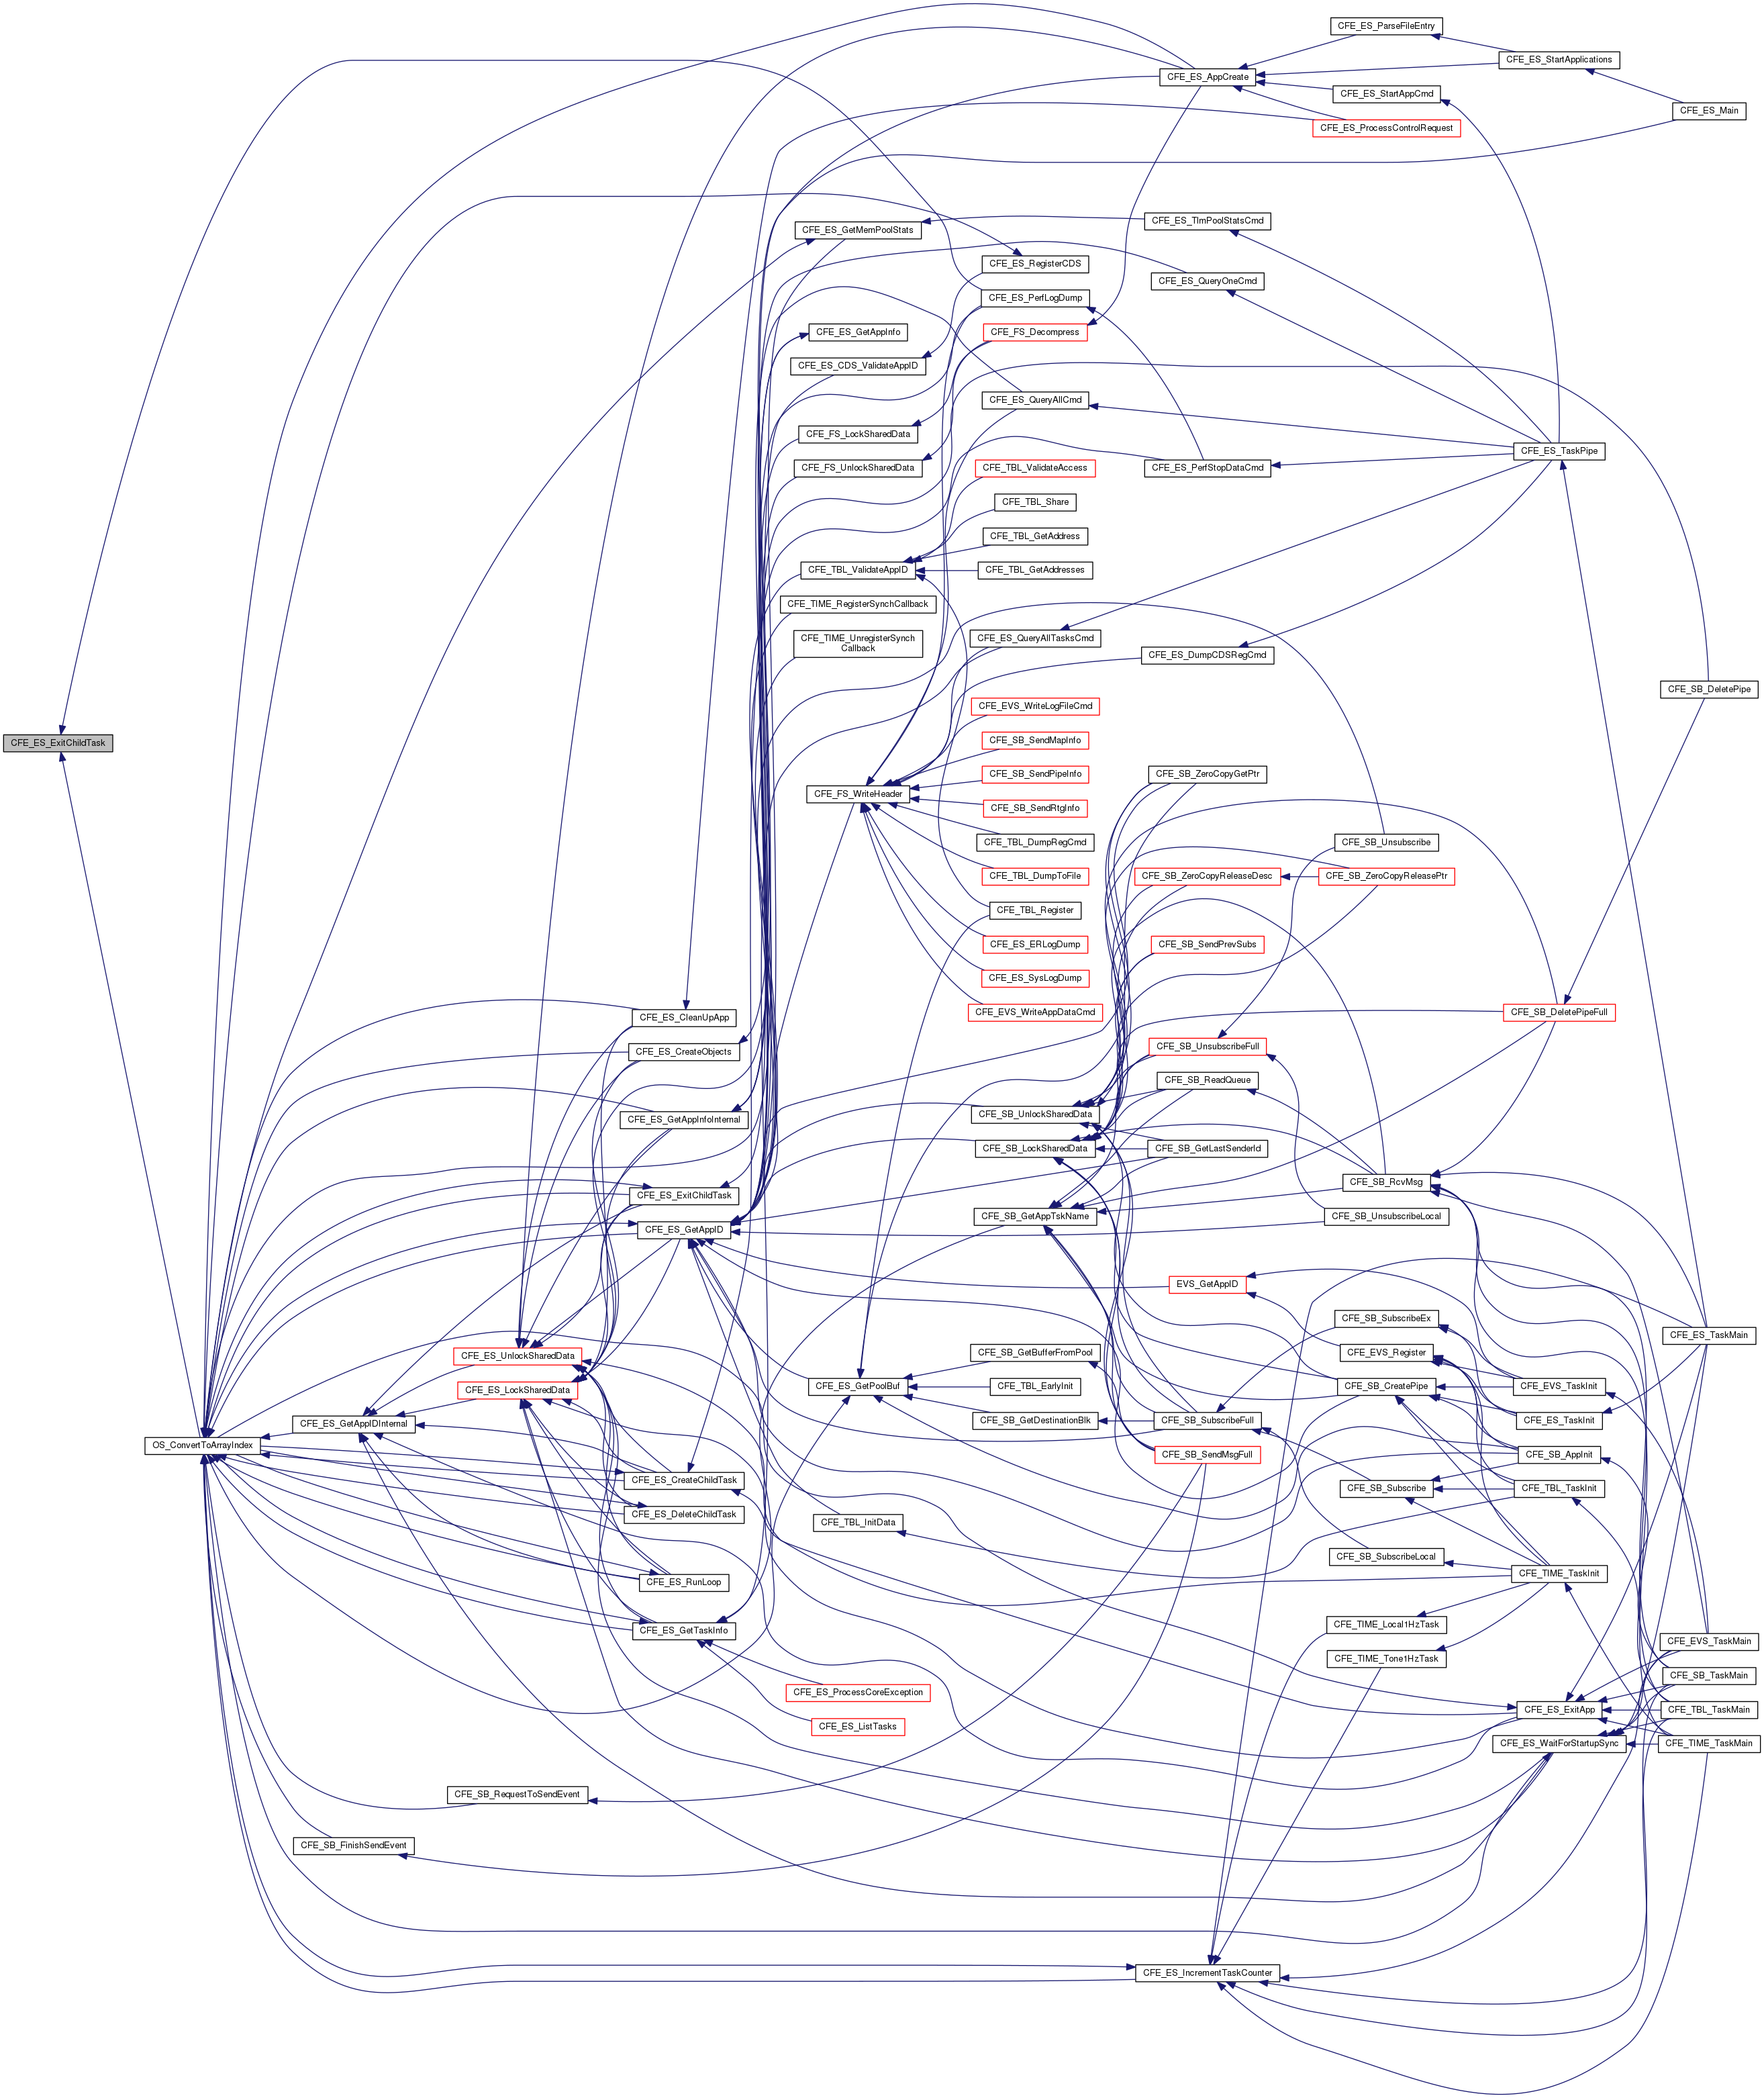 CFE_ES_ParseFileEntry
CFE_ES_StartApplications
CFE_ES_AppCreate
CFE_ES_StartAppCmd
CFE_ES_Main
CFE_ES_ProcessControlRequest
CFE_ES_TlmPoolStatsCmd
CFE_ES_GetMemPoolStats
CFE_ES_RegisterCDS
CFE_ES_QueryOneCmd
CFE_ES_PerfLogDump
CFE_ES_GetAppInfo
CFE_FS_Decompress
CFE_ES_CDS_ValidateAppID
CFE_ES_QueryAllCmd
CFE_FS_LockSharedData
CFE_ES_TaskPipe
CFE_FS_UnlockSharedData
CFE_TBL_ValidateAccess
CFE_ES_PerfStopDataCmd
CFE_TBL_Share
CFE_TBL_GetAddress
CFE_TBL_ValidateAppID
CFE_TBL_GetAddresses
CFE_TIME_RegisterSynchCallback
CFE_TIME_UnregisterSynch
Callback
CFE_ES_QueryAllTasksCmd
CFE_ES_DumpCDSRegCmd
CFE_SB_DeletePipe
CFE_EVS_WriteLogFileCmd
CFE_ES_ExitChildTask
CFE_SB_SendMapInfo
CFE_SB_SendPipeInfo
CFE_SB_ZeroCopyGetPtr
CFE_FS_WriteHeader
CFE_SB_SendRtgInfo
CFE_TBL_DumpRegCmd
CFE_SB_Unsubscribe
CFE_TBL_DumpToFile
CFE_SB_ZeroCopyReleaseDesc
CFE_SB_ZeroCopyReleasePtr
CFE_TBL_Register
CFE_ES_ERLogDump
CFE_SB_SendPrevSubs
CFE_ES_SysLogDump
CFE_EVS_WriteAppDataCmd
CFE_SB_DeletePipeFull
CFE_ES_CleanUpApp
CFE_ES_CreateObjects
CFE_SB_UnsubscribeFull
CFE_SB_ReadQueue
CFE_ES_GetAppInfoInternal
CFE_SB_UnlockSharedData
CFE_SB_LockSharedData
CFE_SB_GetLastSenderId
CFE_SB_RcvMsg
CFE_ES_ExitChildTask
CFE_SB_GetAppTskName
CFE_SB_UnsubscribeLocal
CFE_ES_GetAppID
EVS_GetAppID
CFE_SB_SubscribeEx
CFE_ES_TaskMain
CFE_ES_UnlockSharedData
CFE_SB_GetBufferFromPool
CFE_EVS_Register
CFE_ES_LockSharedData
CFE_ES_GetPoolBuf
CFE_TBL_EarlyInit
CFE_SB_CreatePipe
CFE_EVS_TaskInit
CFE_ES_GetAppIDInternal
CFE_SB_GetDestinationBlk
CFE_SB_SubscribeFull
CFE_ES_TaskInit
OS_ConvertToArrayIndex
CFE_SB_SendMsgFull
CFE_SB_AppInit
CFE_ES_CreateChildTask
CFE_SB_Subscribe
CFE_TBL_TaskInit
CFE_ES_DeleteChildTask
CFE_TBL_InitData
CFE_SB_SubscribeLocal
CFE_TIME_TaskInit
CFE_ES_RunLoop
CFE_TIME_Local1HzTask
CFE_ES_GetTaskInfo
CFE_EVS_TaskMain
CFE_TIME_Tone1HzTask
CFE_SB_TaskMain
CFE_ES_ProcessCoreException
CFE_ES_ExitApp
CFE_TBL_TaskMain
CFE_ES_ListTasks
CFE_ES_WaitForStartupSync
CFE_TIME_TaskMain
CFE_SB_RequestToSendEvent
CFE_SB_FinishSendEvent
CFE_ES_IncrementTaskCounter